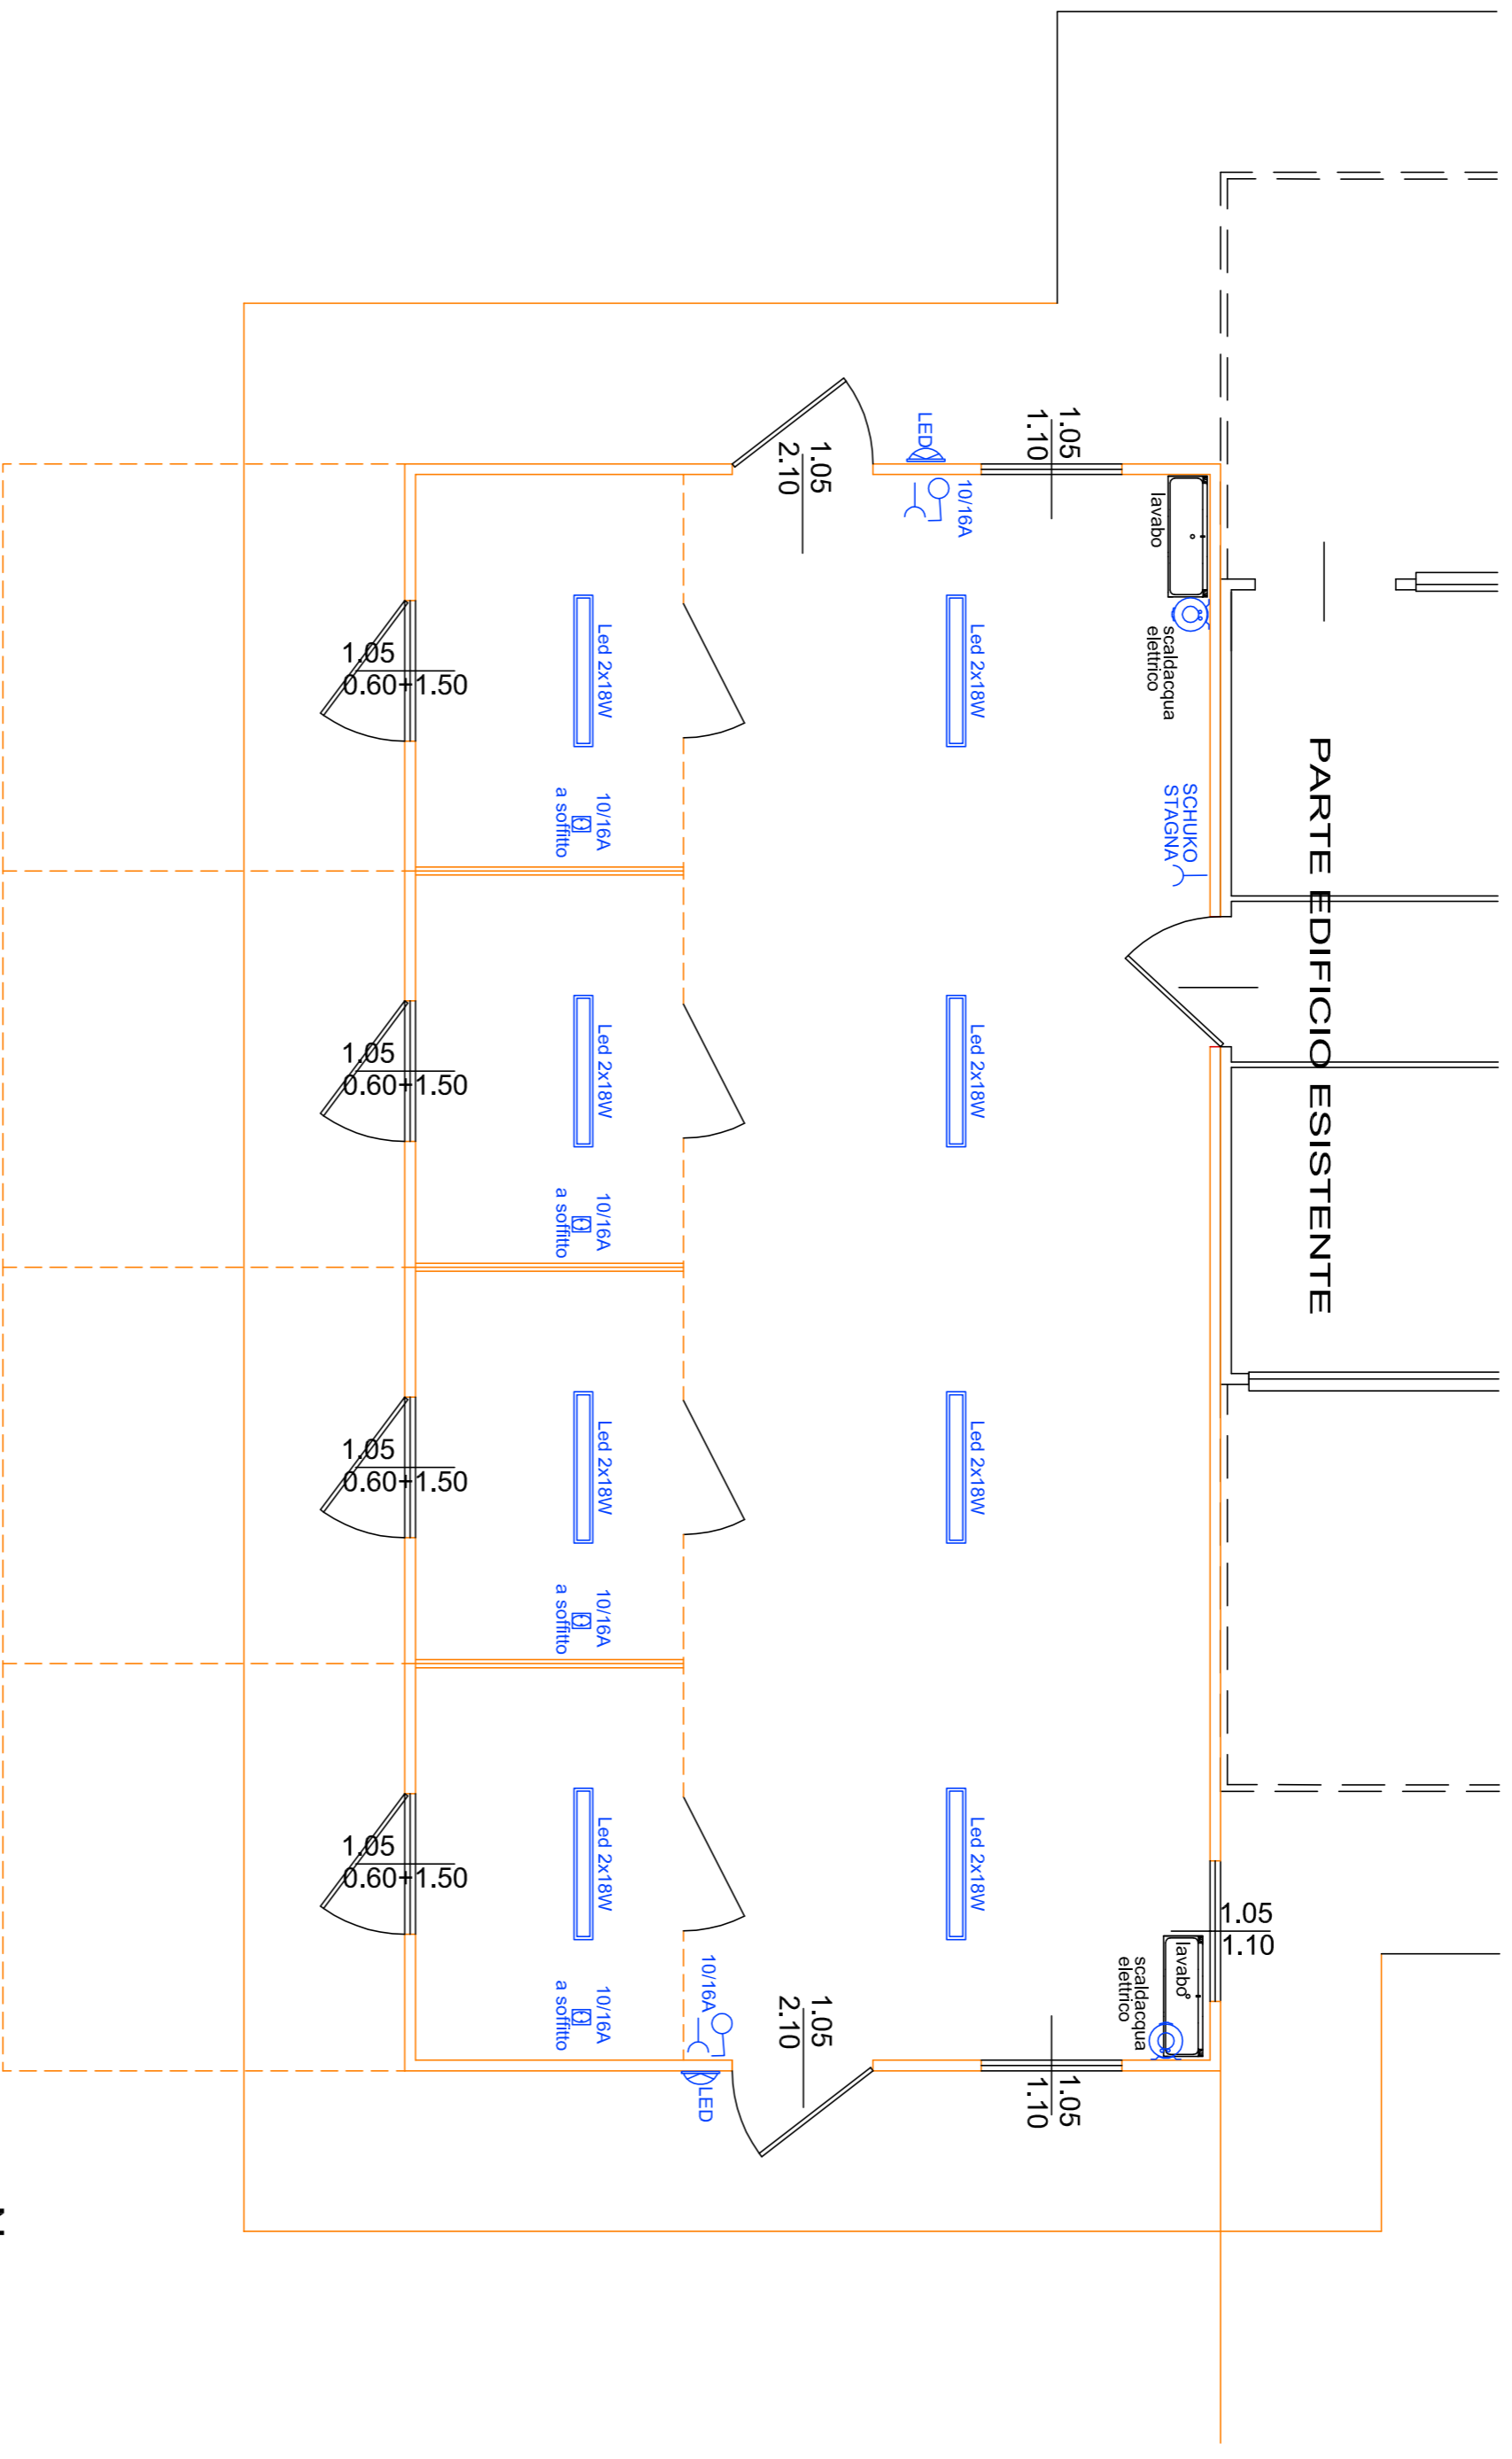 PARTE EDIFICIO ESISTENTE
1.05
1.10
LED
10/16A
1.05
2.10
lavabo
scaldacqua
elettrico
SCHUKO
STAGNA
Led 2x18W
Led 2x18W
1.05
0.60+1.50
10/16A
a soffitto
Led 2x18W
Led 2x18W
1.05
0.60+1.50
10/16A
a soffitto
Led 2x18W
Led 2x18W
1.05
0.60+1.50
10/16A
a soffitto
Led 2x18W
Led 2x18W
1.05
0.60+1.50
10/16A
a soffitto
1.05
1.10
lavabo
scaldacqua
elettrico
10/16A
1.05
2.10
1.05
1.10
LED